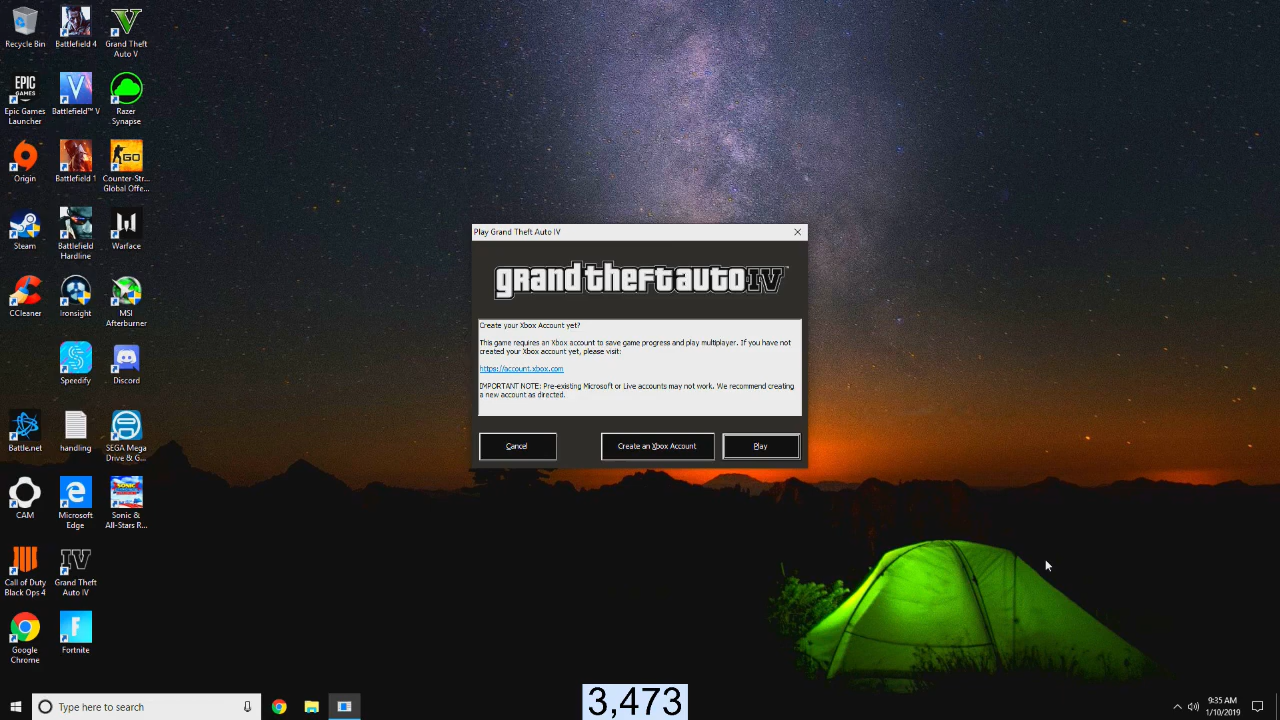 Recycle Bin
Battlefield 4
Grand Theft
Auto V
EPIC
GAMES
Epic Games
Launcher
Battlefield™ V
Razer
Synapse
Origin
Battlefield 1
GO
Counter-Str...
Global Offe...
Steam
Battlefield
Hardline
Warface
CCleaner
Ironsight
MSI
Afterburner
Speedify
Discord
Battle.net
handling
SEGA Mega
Drive & G...
CAM
Microsoft
Edge
Sonic &
All-Stars R...
Call of Duty
Black Ops 4
IV
Grand Theft
Auto IV
Google
Chrome
Fortnite
Play Grand Theft Auto IV
grand theft auto IV™
Create your Xbox Account yet?
This game requires an Xbox account to save game progress and play multiplayer. If you have not
created your Xbox account yet, please visit:
https://account.xbox.com
IMPORTANT NOTE: Pre-existing Microsoft or Live accounts may not work. We recommend creating
a new account as directed.
Cancel
Create an Xbox Account
Play
Type here to search
3,473
9:35 AM
1/10/2019